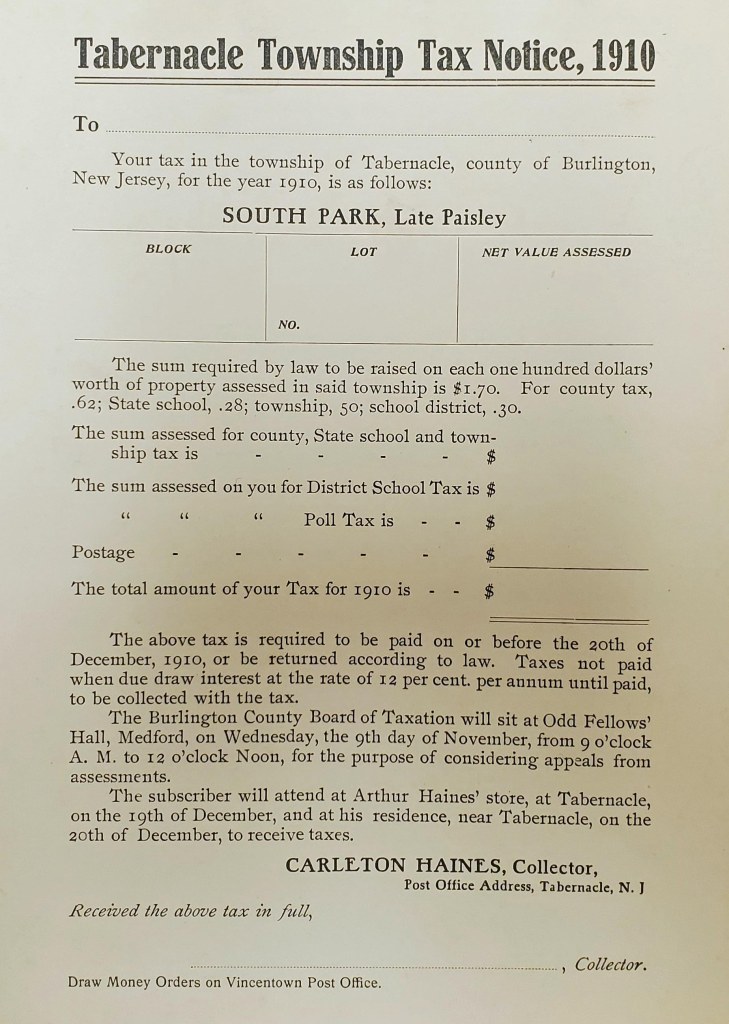 Tabernacle Township Tax Notice, 1910
To
Your tax in the township of Tabernacle, county of Burlington,
New Jersey, for the year 1910, is as follows:
SOUTH PARK, Late Paisley
BLOCK LOT NET VALUE ASSESSED
NO.
The sum required by law to be raised on each one hundred dollars'
worth of property assessed in said township is $1.70. For county tax,
.62; State school, .28; township, 50; school district, .30.
The sum assessed for county, State school and town-
ship tax is - - - - $
The sum assessed on you for District School Tax is $
“ “ “ Poll Tax is - - $
Postage - - - - - $
The total amount of your Tax for 1910 is - - $
The above tax is required to be paid on or before the 20th of
December, 1910, or be returned according to law. Taxes not paid
when due draw interest at the rate of 12 per cent. per annum until paid,
to be collected with the tax.
The Burlington County Board of Taxation will sit at Odd Fellows'
Hall, Medford, on Wednesday, the 9th day of November, from 9 o'clock
A. M. to 12 o'clock Noon, for the purpose of considering appeals from
assessments.
The subscriber will attend at Arthur Haines' store, at Tabernacle,
on the 19th of December, and at his residence, near Tabernacle, on the
20th of December, to receive taxes.
CARLETON HAINES, Collector,
Post Office Address, Tabernacle, N. J
Received the above tax in full,
, Collector.
Draw Money Orders on Vincentown Post Office.